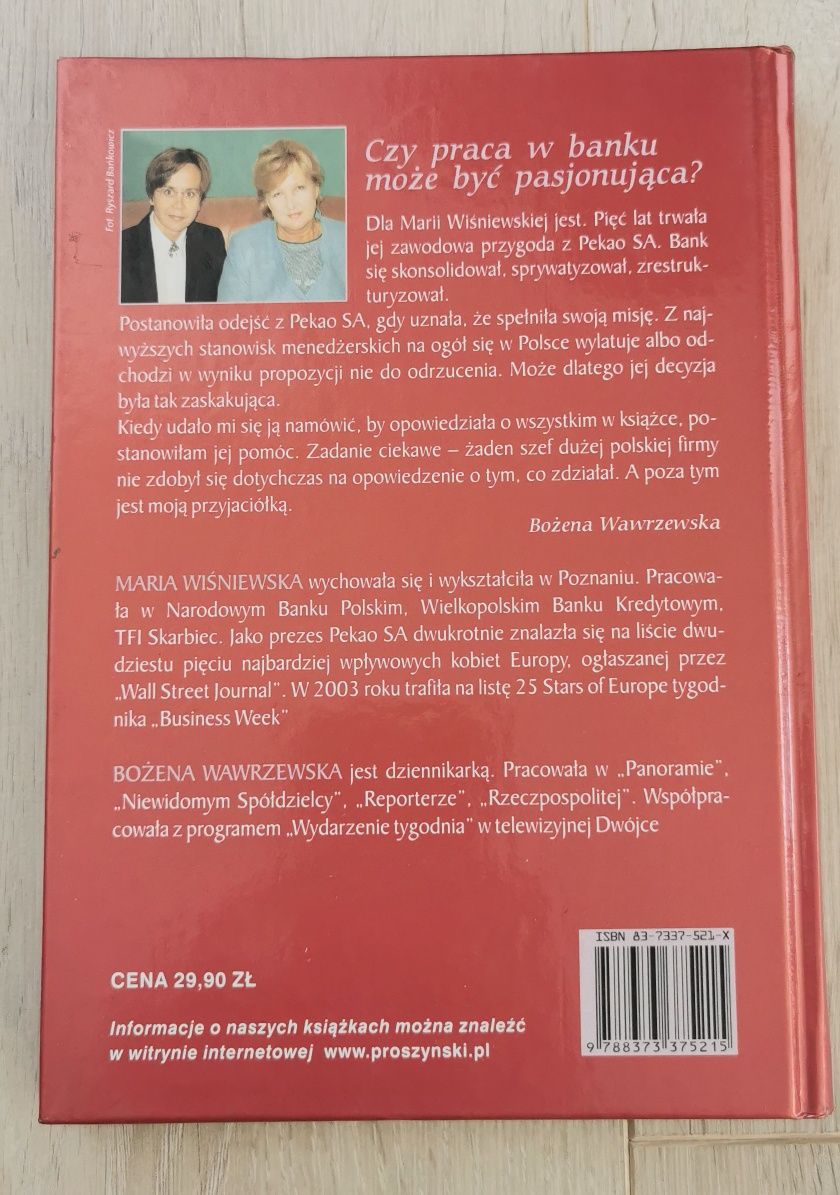 Fot Ryszard Bańkowicz
Czy praca w banku
może być pasjonująca?
Dla Marii Wiśniewskiej jest. Pięć lat trwała
jej zawodowa przygoda z Pekao SA. Bank
się skonsolidował, sprywatyzował, zrestruk-
turyzował.
Postanowiła odejść z Pekao SA, gdy uznała, że spełniła swoją misję. Z naj-
wyższych stanowisk menedżerskich na ogół się w Polsce wylatuje albo od-
chodzi w wyniku propozycji nie do odrzucenia. Może dlatego jej decyzja
była tak zaskakująca.
Kiedy udało mi się ją namówić, by opowiedziała o wszystkim w książce, po-
stanowiłam jej pomóc. Zadanie ciekawe – żaden szef dużej polskiej firmy
nie zdobył się dotychczas na opowiedzenie o tym, co zdziałał. A poza tym
jest moją przyjaciółką.
Bożena Wawrzewska
MARIA WIŚNIEWSKA wychowała się i wykształciła w Poznaniu. Pracowa-
ła w Narodowym Banku Polskim, Wielkopolskim Banku Kredytowym,
TFI Skarbiec. Jako prezes Pekao SA dwukrotnie znalazła się na liście dwu-
dziestu pięciu najbardziej wpływowych kobiet Europy, ogłaszanej przez
„Wall Street Journal". W 2003 roku trafiła na listę 25 Stars of Europe tygod-
nika „Business Week"
BOŻENA WAWRZEWSKA jest dziennikarką. Pracowała w „Panoramie",
„Niewidomym Spółdzielcy", „Reporterze", „Rzeczpospolitej". Współpra-
cowała z programem „Wydarzenie tygodnia" w telewizyjnej Dwójce
ISBN 83-7337-521-X
CENA 29,90 ZŁ
Informacje o naszych książkach można znaleźć
w witrynie internetowej www.proszynski.pl
9 788373 375215